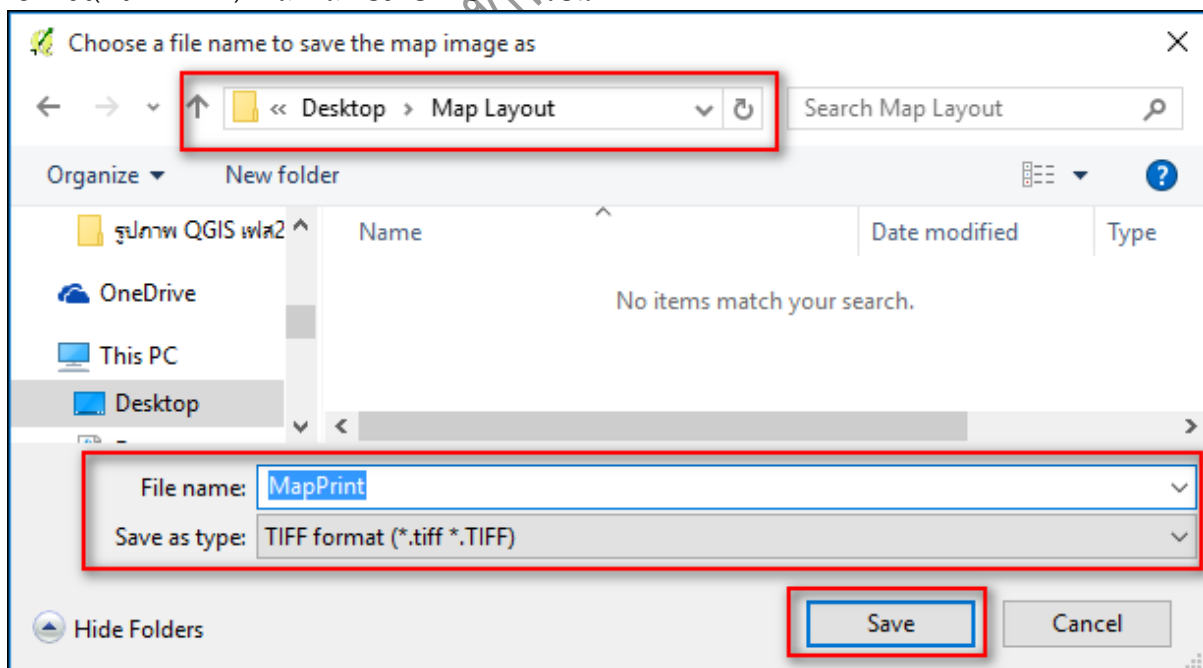 Choose a file name to save the map image as
« Desktop › Map Layout
Search Map Layout
Organize
New folder
รูปภาพ QGIS เฟส2
Name
Date modified
Type
OneDrive
No items match your search.
This PC
Desktop
File name: MapPrint
Save as type: TIFF format (*.tiff *.TIFF)
Hide Folders
Save
Cancel